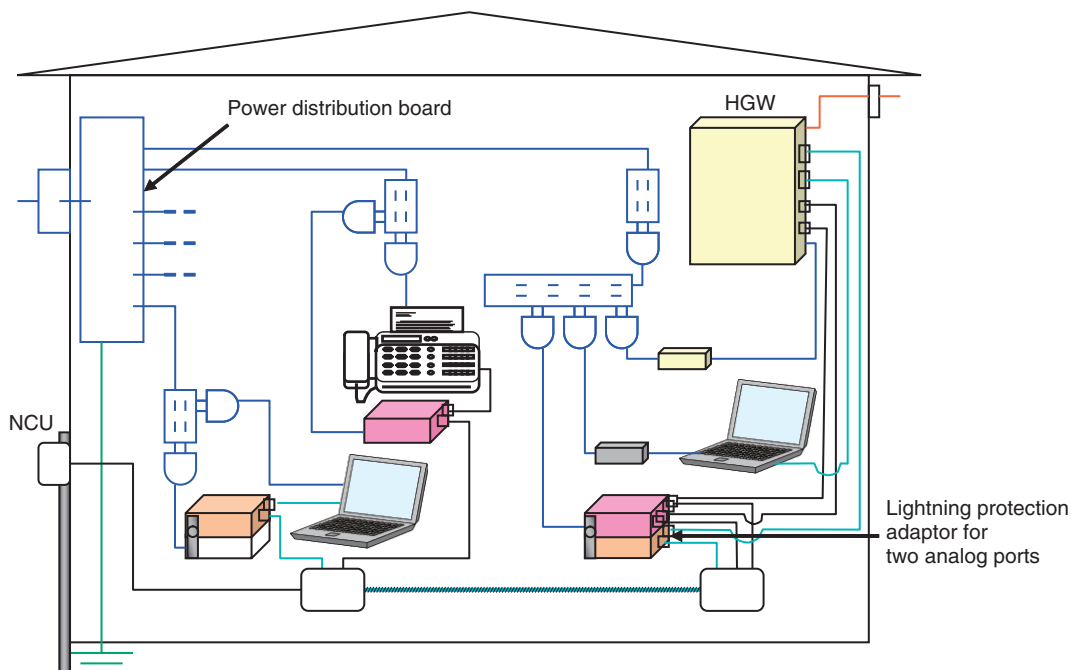 Power distribution board
HGW
NCU
Lightning protection
adaptor for
two analog ports